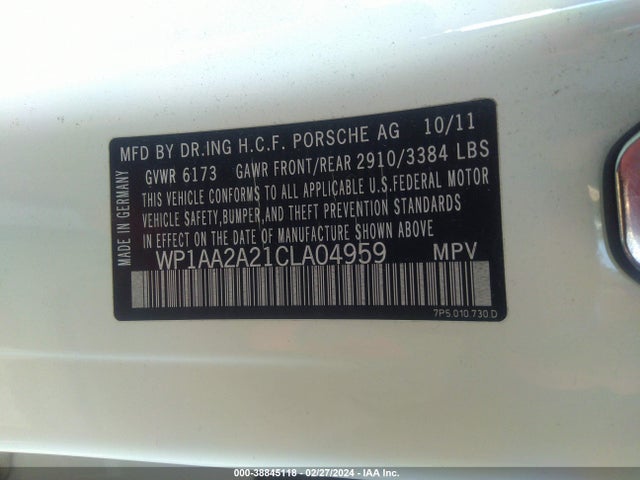 MFD BY DR.ING H.C.F. PORSCHE AG 10/11
GVWR 6173 GAWR FRONT/REAR 2910/3384 LBS
THIS VEHICLE CONFORMS TO ALL APPLICABLE U.S.FEDERAL MOTOR
VEHICLE SAFETY,BUMPER,AND THEFT PREVENTION STANDARDS
IN EFFECT ON THE DATE OF MANUFACTURE SHOWN ABOVE
WP1AA2A21CLA04959 MPV
7P5.010.730 D
MADE IN GERMANY
000-38845118 - 02/27/2024 - IAA Inc.